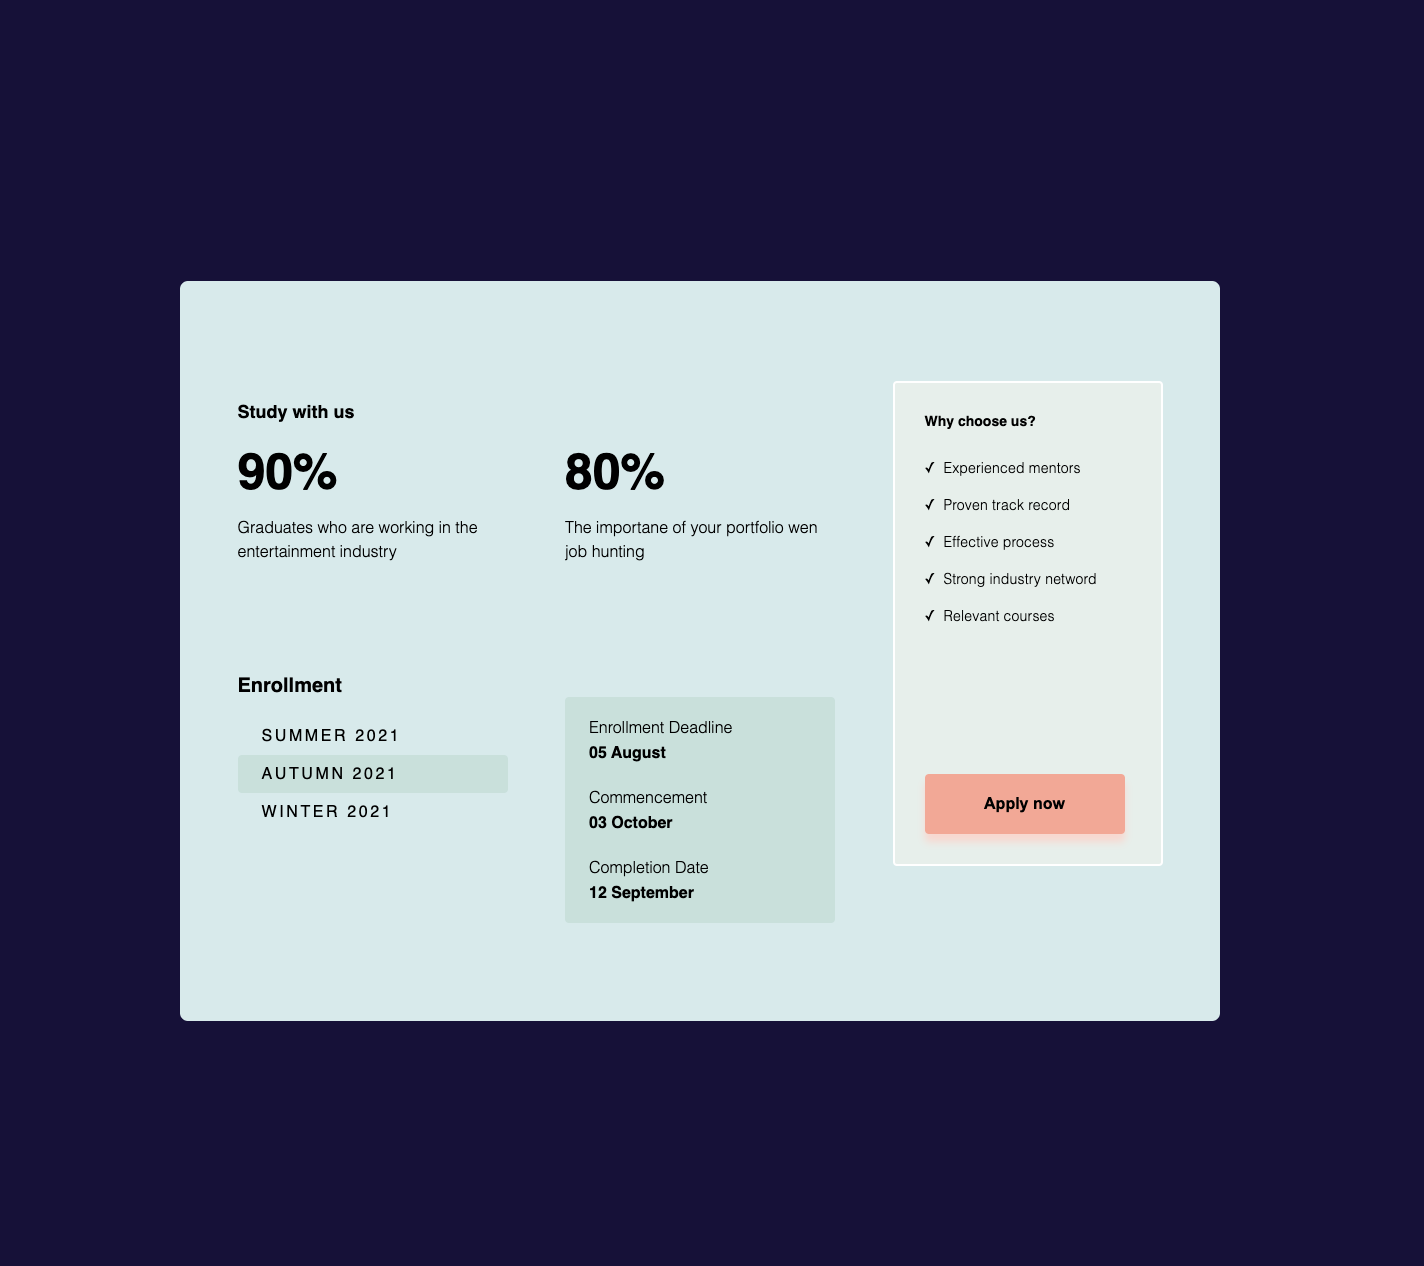 Study with us
90%
Graduates who are working in the
entertainment industry
80%
The importane of your portfolio wen
job hunting
Enrollment
SUMMER 2021
AUTUMN 2021
WINTER 2021
Enrollment Deadline
05 August
Commencement
03 October
Completion Date
12 September
Why choose us?
✓ Experienced mentors
✓ Proven track record
✓ Effective process
✓ Strong industry netword
✓ Relevant courses
Apply now